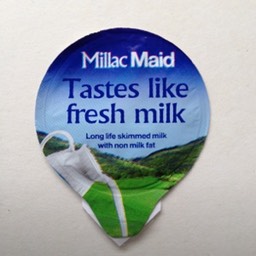 Millac Maid
Tastes like
fresh milk
Long life skimmed milk
with non milk fat